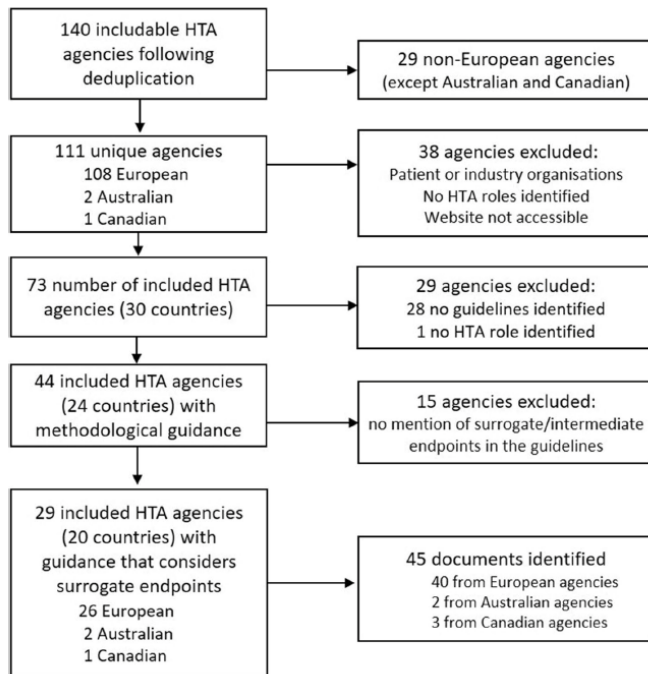 140 includable HTA
agencies following
deduplication
29 non-European agencies
(except Australian and Canadian)
111 unique agencies
108 European
2 Australian
1 Canadian
38 agencies excluded:
Patient or industry organisations
No HTA roles identified
Website not accessible
73 number of included HTA
agencies (30 countries)
29 agencies excluded:
28 no guidelines identified
1 no HTA role identified
44 included HTA agencies
(24 countries) with
methodological guidance
15 agencies excluded:
no mention of surrogate/intermediate
endpoints in the guidelines
29 included HTA agencies
(20 countries) with
guidance that considers
surrogate endpoints
26 European
2 Australian
1 Canadian
45 documents identified
40 from European agencies
2 from Australian agencies
3 from Canadian agencies